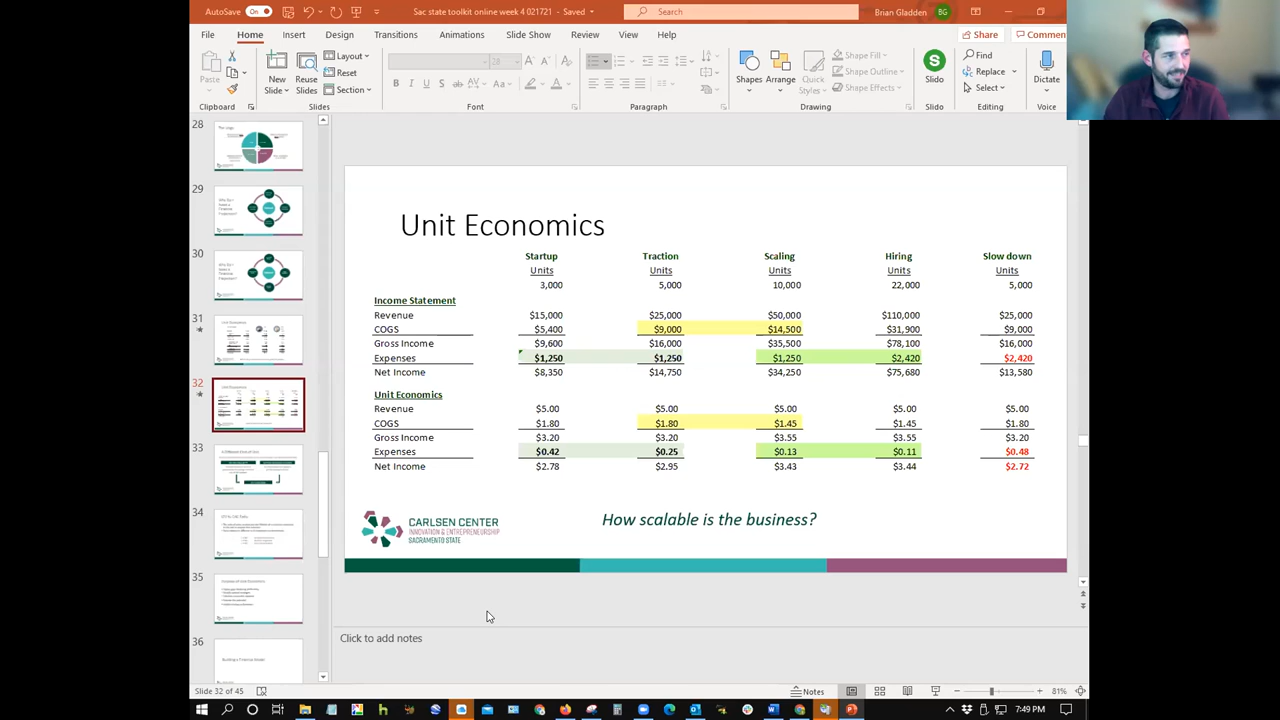 AutoSave On Sac state toolkit online week 4 021721 - Saved Search Brian Gladden BG
File Home Insert Design Transitions Animations Slide Show Review View Help Share Comment
Paste New Slide Reuse Slides Layout Reset Section 28 Shapes Arrange Quick Styles Shape Fill Shape Outline Shape Effects Slido Find Replace Select Dictate
Clipboard Slides Font Paragraph Drawing Slido Editing Voice
28
29
30
31
32
33
34
35
36
Unit Economics
Startup Traction Scaling Hiring Slow down
Units Units Units Units Units
3,000 5,000 10,000 22,000 5,000
Income Statement
Revenue $15,000 $25,000 $50,000 $110,000 $25,000
COGS $5,400 $9,000 $14,500 $31,900 $9,000
Gross Income $9,600 $16,000 $35,500 $78,100 $16,000
Expenses $1,250 $1,250 $1,250 $2,420 $2,420
Net Income $8,350 $14,750 $34,250 $75,680 $13,580
Unit Economics
Revenue $5.00 $5.00 $5.00 $5.00 $5.00
COGS $1.80 $1.80 $1.45 $1.45 $1.80
Gross Income $3.20 $3.20 $3.55 $3.55 $3.20
Expenses $0.42 $0.25 $0.13 $0.11 $0.48
Net Income $2.78 $2.95 $3.43 $3.44 $2.72
How scalable is the business?
CARLSEN CENTER
INNOVATION & ENTREPRENEURSHIP
SACRAMENTO STATE
Click to add notes
Slide 32 of 45 Notes 81%
7:49 PM